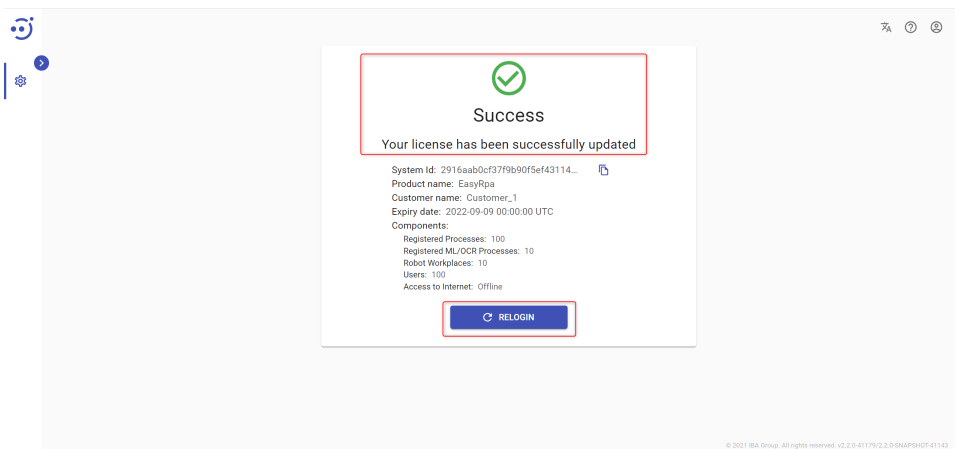 Success
Your license has been successfully updated
System Id: 2916aab0cf37f9b90f5ef43114...
Product name: EasyRpa
Customer name: Customer_1
Expiry date: 2022-09-09 00:00:00 UTC
Components:
Registered Processes: 100
Registered ML/OCR Processes: 10
Robot Workplaces: 10
Users: 100
Access to Internet: Offline
RELOGIN
© 2021 IBA Group. All rights reserved. v2.2.0-41179/2.2.0-SNAPSHOT-41143